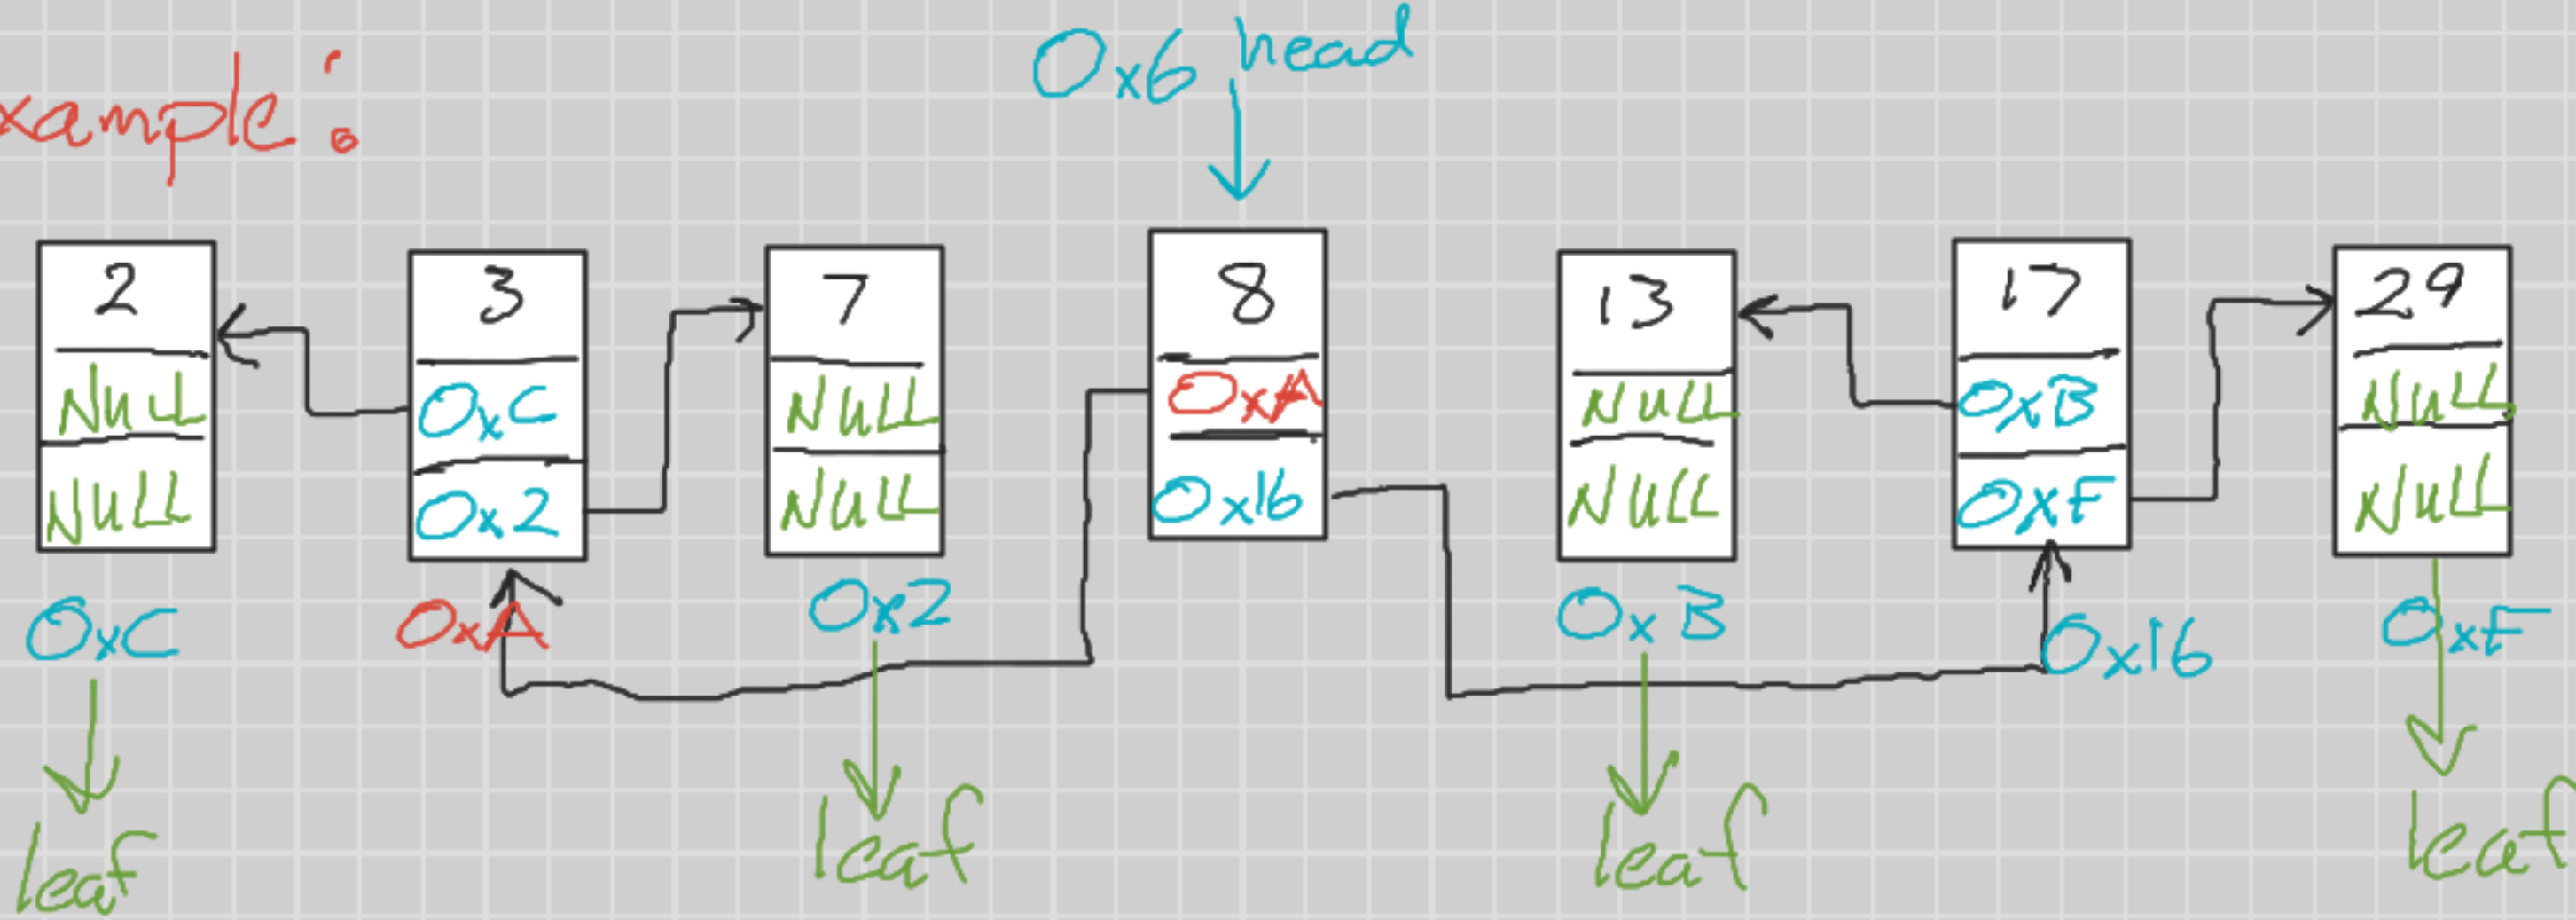 xample:
0x6 head
2
NULL
NULL
0xC
leaf
3
0xC
0x2
0xA
7
NULL
NULL
0x2
leaf
8
0xA
0x16
13
NULL
NULL
0xB
leaf
17
0xB
0xF
0x16
29
NULL
NULL
0xF
leaf